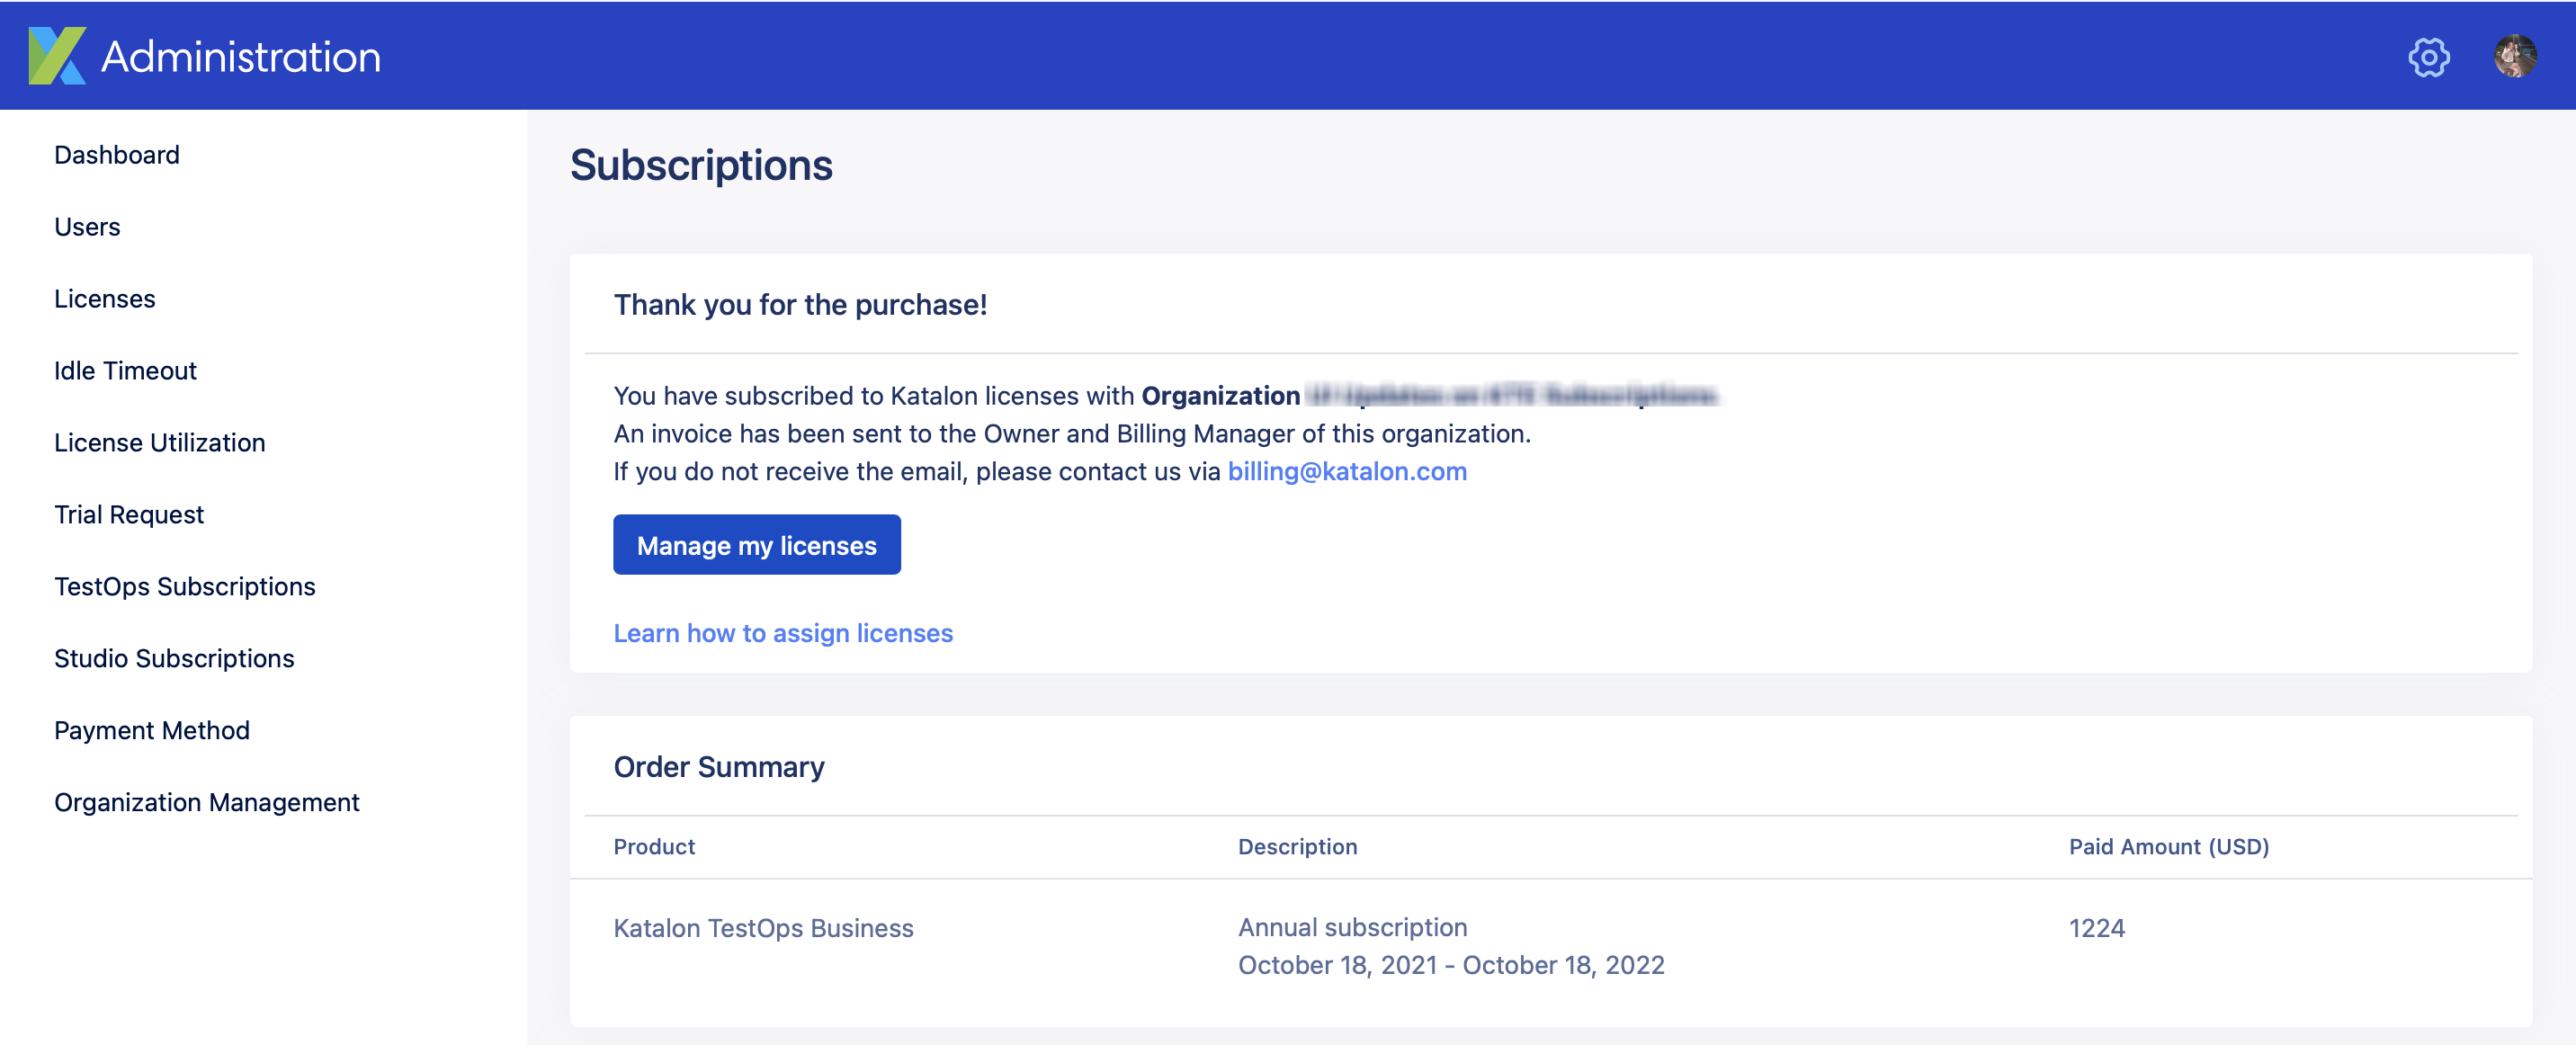 Administration
Dashboard
Users
Licenses
Idle Timeout
License Utilization
Trial Request
TestOps Subscriptions
Studio Subscriptions
Payment Method
Organization Management
Subscriptions
Thank you for the purchase!
You have subscribed to Katalon licenses with Organization
An invoice has been sent to the Owner and Billing Manager of this organization.
If you do not receive the email, please contact us via billing@katalon.com
Manage my licenses
Learn how to assign licenses
Order Summary
Product Description Paid Amount (USD)
Katalon TestOps Business Annual subscription 1224
October 18, 2021 - October 18, 2022